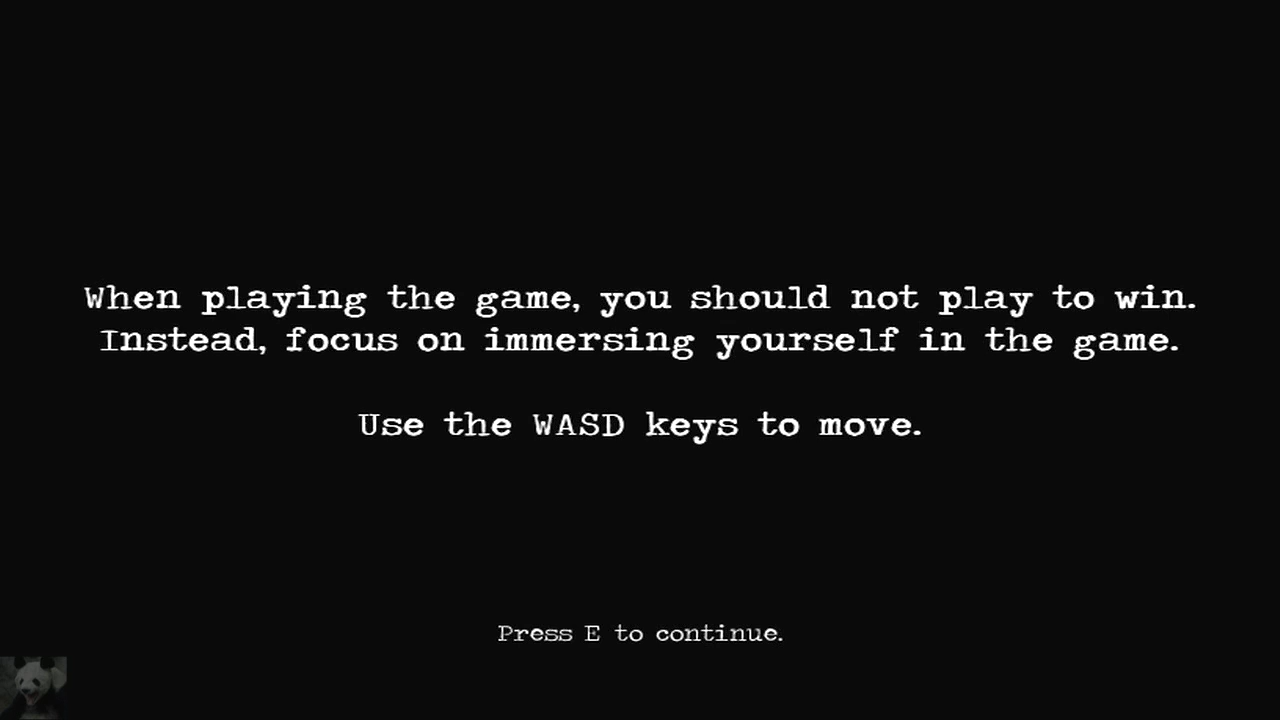 When playing the game, you should not play to win.
Instead, focus on immersing yourself in the game.
Use the WASD keys to move.
Press E to continue.